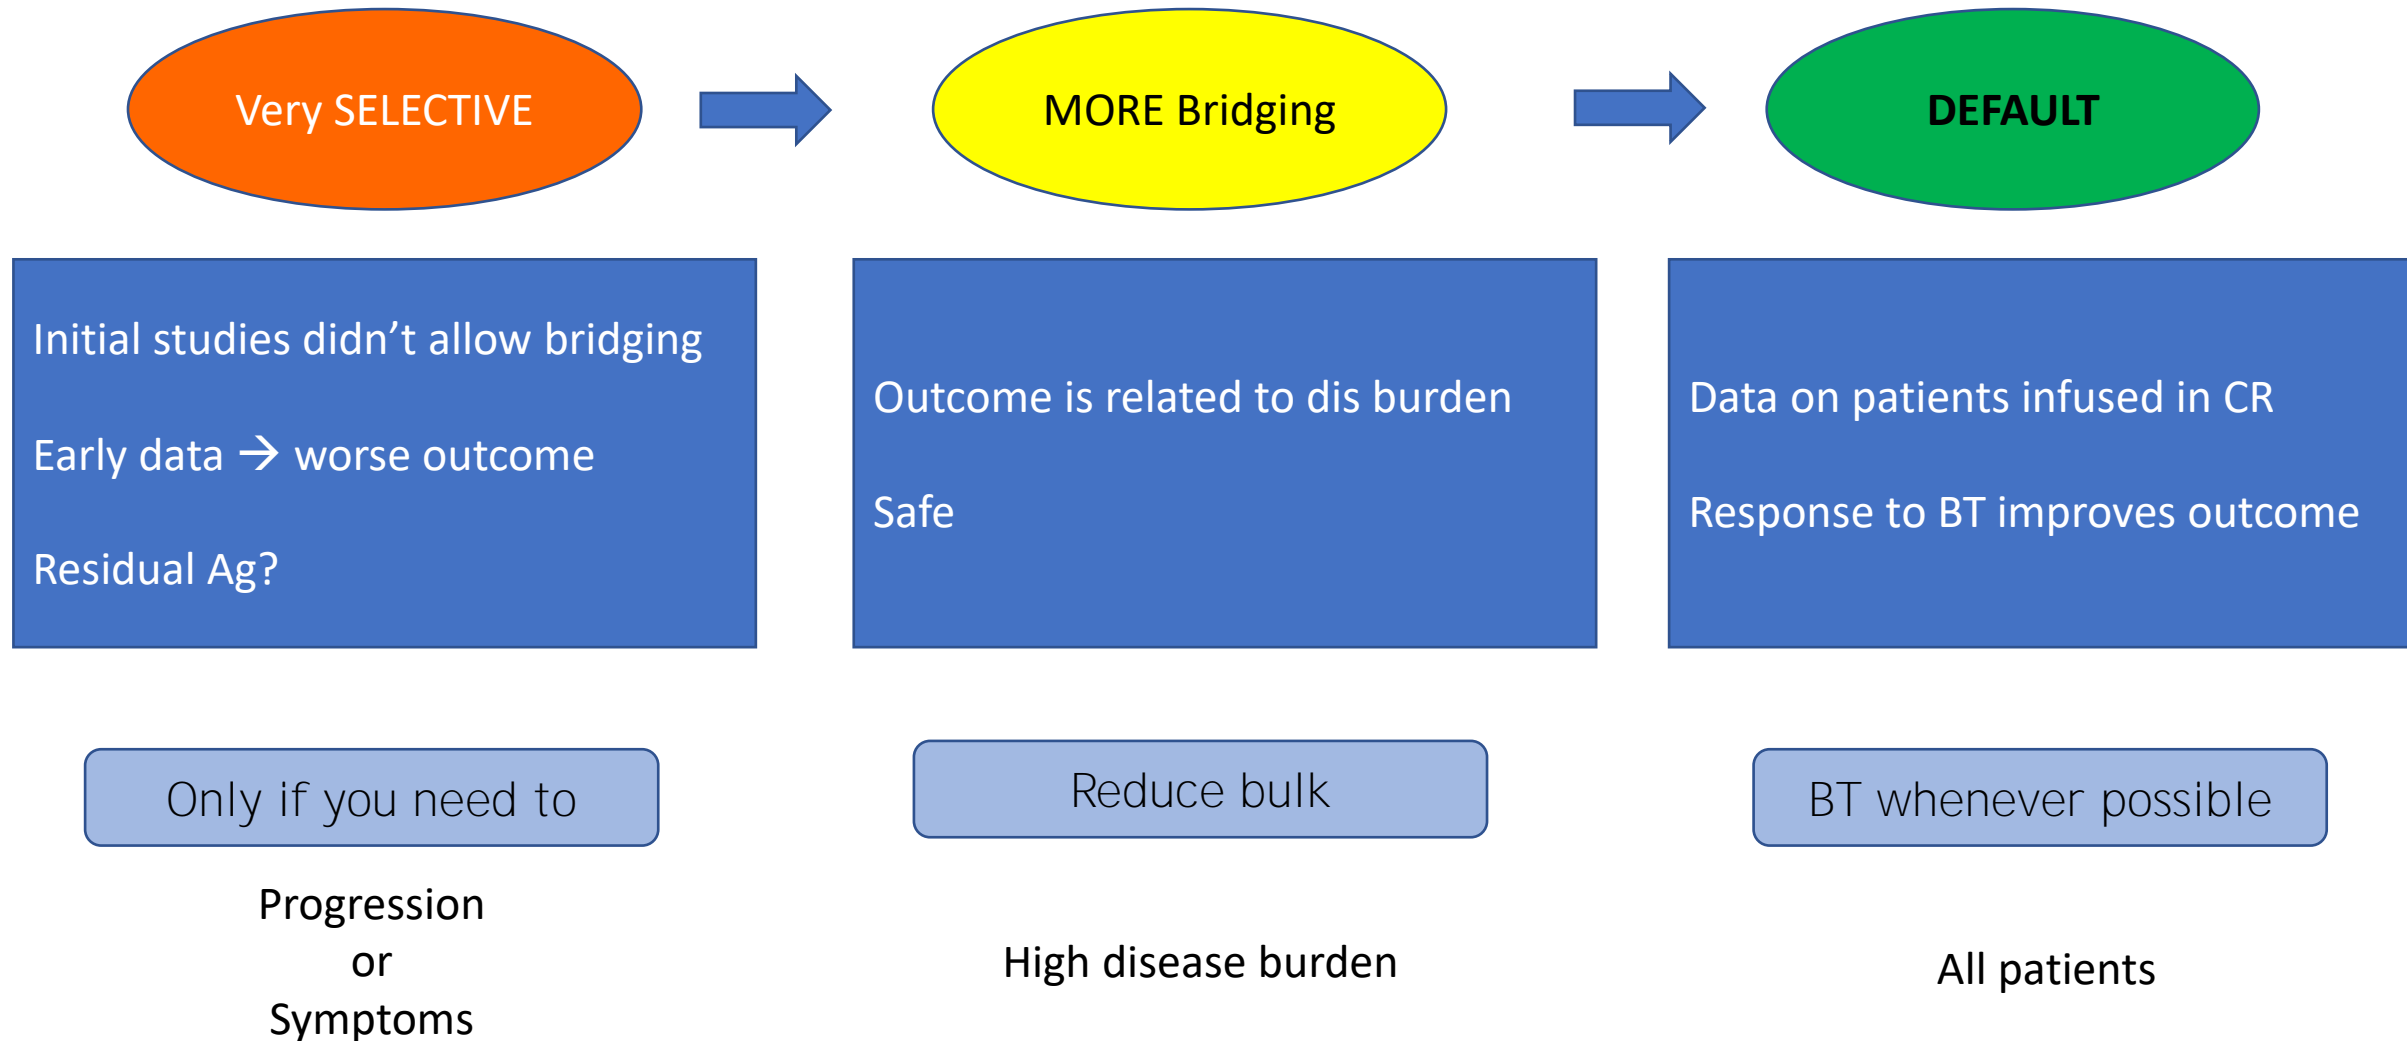 Very SELECTIVE
MORE Bridging
DEFAULT
Initial studies didn’t allow bridging
Early data → worse outcome
Residual Ag?
Outcome is related to dis burden
Safe
Data on patients infused in CR
Response to BT improves outcome
Only if you need to
Reduce bulk
BT whenever possible
Progression
or
Symptoms
High disease burden
All patients